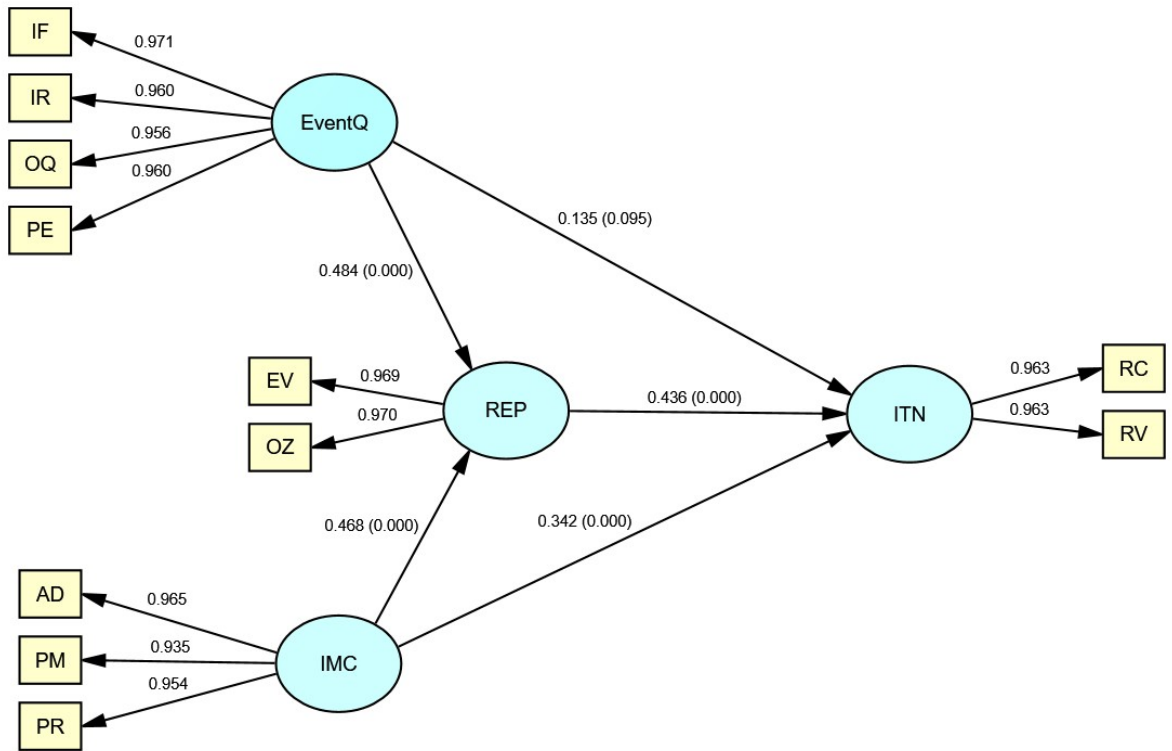 IF
0.971
IR
0.960
EventQ
OQ
0.956
0.960
PE
0.135 (0.095)
0.484 (0.000)
EV
0.969
REP
0.436 (0.000)
ITN
0.963
RC
OZ
0.970
0.963
RV
0.468 (0.000)
0.342 (0.000)
AD
0.965
PM
0.935
IMC
0.954
PR